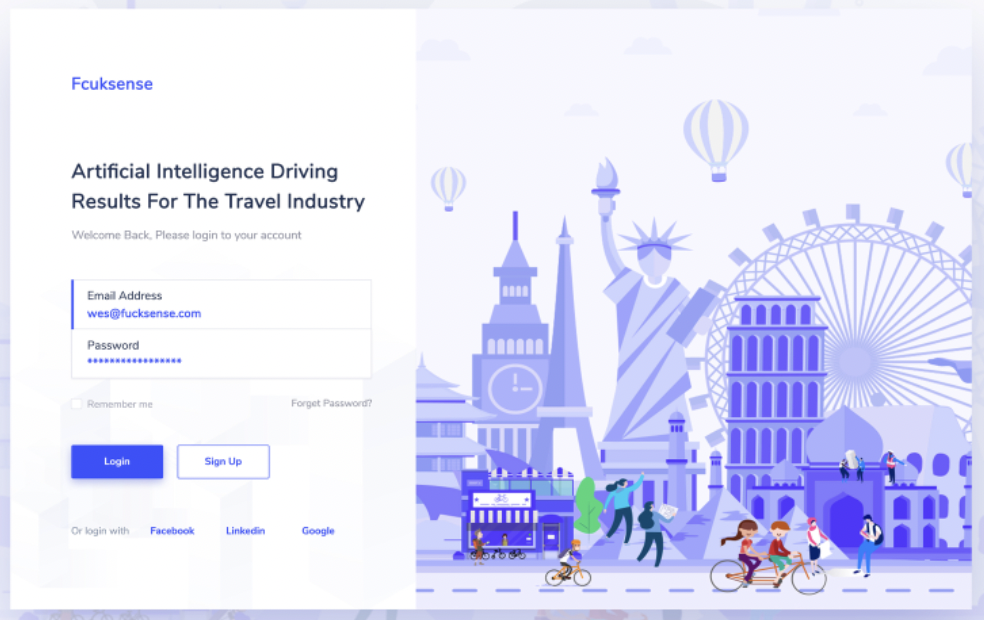 Fcuksense
Artificial Intelligence Driving
Results For The Travel Industry
Welcome Back, Please login to your account
Email Address
wes@fucksense.com
Password
*****************
Remember me
Forget Password?
Login
Sign Up
Or login with
Facebook
Linkedin
Google